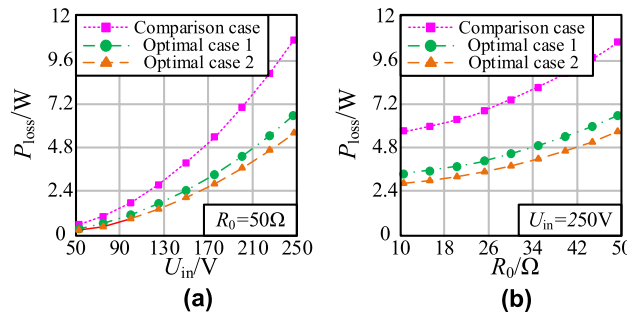 12
9.6
7.2
4.8
2.4
0
P_loss/W
Comparison case
Optimal case 1
Optimal case 2
R_0=50Ω
50 90 130 170 210 250
U_in/V
(a)
12
9.6
7.2
4.8
2.4
0
P_loss/W
Comparison case
Optimal case 1
Optimal case 2
U_in=250V
10 18 26 34 42 50
R_0/Ω
(b)